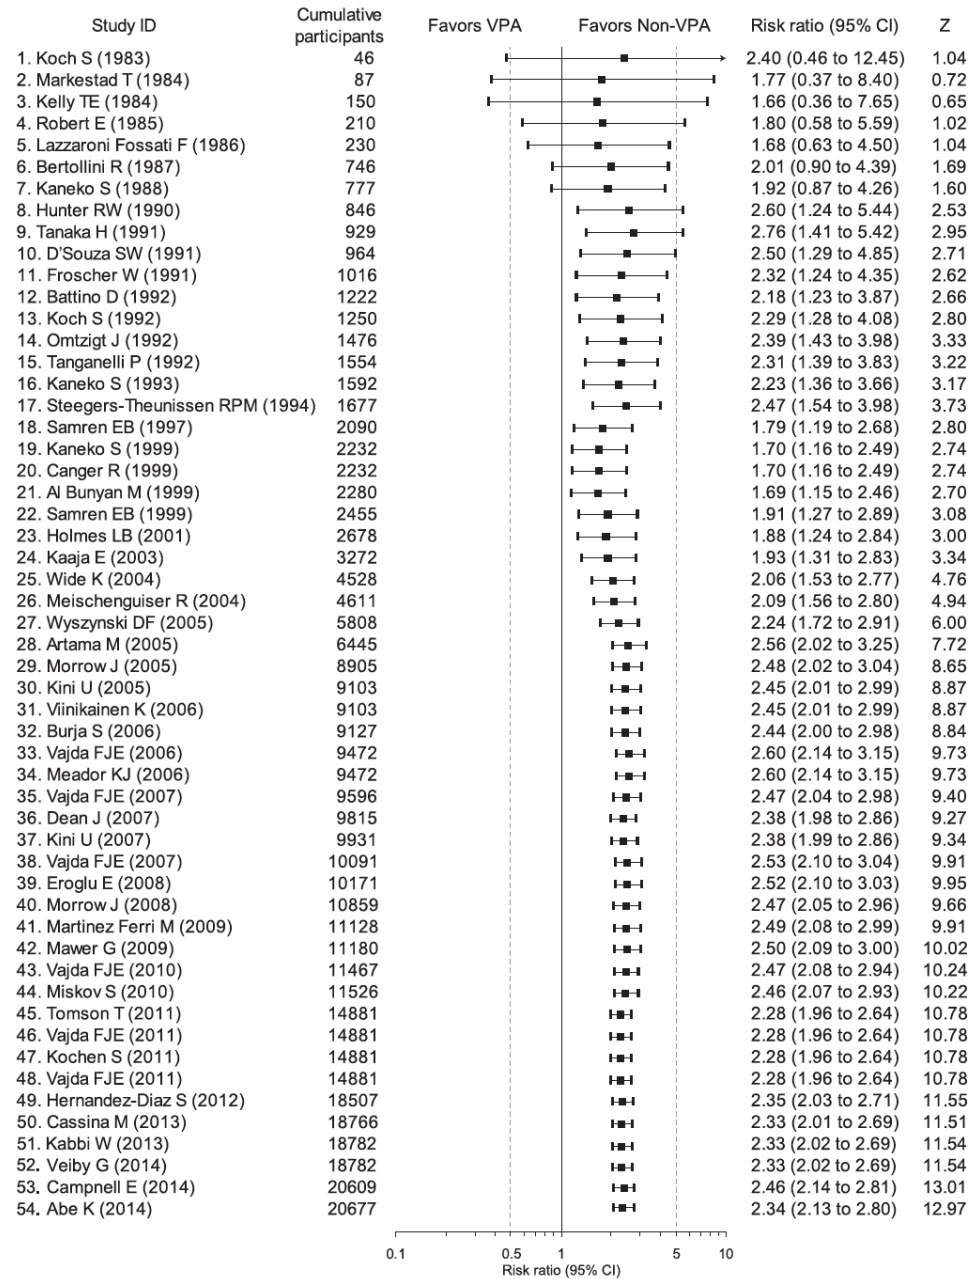 Study ID Cumulative participants Favors VPA Favors Non-VPA Risk ratio (95% CI) Z
1. Koch S (1983) 46 2.40 (0.46 to 12.45) 1.04
2. Markestad T (1984) 87 1.77 (0.37 to 8.40) 0.72
3. Kelly TE (1984) 150 1.66 (0.36 to 7.65) 0.65
4. Robert E (1985) 210 1.80 (0.58 to 5.59) 1.02
5. Lazzaroni Fossati F (1986) 230 1.68 (0.63 to 4.50) 1.04
6. Bertollini R (1987) 746 2.01 (0.90 to 4.39) 1.69
7. Kaneko S (1988) 777 1.92 (0.87 to 4.26) 1.60
8. Hunter RW (1990) 846 2.60 (1.24 to 5.44) 2.53
9. Tanaka H (1991) 929 2.76 (1.41 to 5.42) 2.95
10. D'Souza SW (1991) 964 2.50 (1.29 to 4.85) 2.71
11. Froscher W (1991) 1016 2.32 (1.24 to 4.35) 2.62
12. Battino D (1992) 1222 2.18 (1.23 to 3.87) 2.66
13. Koch S (1992) 1250 2.29 (1.28 to 4.08) 2.80
14. Omtzigt J (1992) 1476 2.39 (1.43 to 3.98) 3.33
15. Tanganelli P (1992) 1554 2.31 (1.39 to 3.83) 3.22
16. Kaneko S (1993) 1592 2.23 (1.36 to 3.66) 3.17
17. Steegers-Theunissen RPM (1994) 1677 2.47 (1.54 to 3.98) 3.73
18. Samren EB (1997) 2090 1.79 (1.19 to 2.68) 2.80
19. Kaneko S (1999) 2232 1.70 (1.16 to 2.49) 2.74
20. Canger R (1999) 2232 1.70 (1.16 to 2.49) 2.74
21. Al Bunyan M (1999) 2280 1.69 (1.15 to 2.46) 2.70
22. Samren EB (1999) 2455 1.91 (1.27 to 2.89) 3.08
23. Holmes LB (2001) 2678 1.88 (1.24 to 2.84) 3.00
24. Kaaja E (2003) 3272 1.93 (1.31 to 2.83) 3.34
25. Wide K (2004) 4528 2.06 (1.53 to 2.77) 4.76
26. Meischenguiser R (2004) 4611 2.09 (1.56 to 2.80) 4.94
27. Wyszynski DF (2005) 5808 2.24 (1.72 to 2.91) 6.00
28. Artama M (2005) 6445 2.56 (2.02 to 3.25) 7.72
29. Morrow J (2005) 8905 2.48 (2.02 to 3.04) 8.65
30. Kini U (2005) 9103 2.45 (2.01 to 2.99) 8.87
31. Viinikainen K (2006) 9103 2.45 (2.01 to 2.99) 8.87
32. Burja S (2006) 9127 2.44 (2.00 to 2.98) 8.84
33. Vajda FJE (2006) 9472 2.60 (2.14 to 3.15) 9.73
34. Meador KJ (2006) 9472 2.60 (2.14 to 3.15) 9.73
35. Vajda FJE (2007) 9596 2.47 (2.04 to 2.98) 9.40
36. Dean J (2007) 9815 2.38 (1.98 to 2.86) 9.27
37. Kini U (2007) 9931 2.38 (1.99 to 2.86) 9.34
38. Vajda FJE (2007) 10091 2.53 (2.10 to 3.04) 9.91
39. Eroglu E (2008) 10171 2.52 (2.10 to 3.03) 9.95
40. Morrow J (2008) 10859 2.47 (2.05 to 2.96) 9.66
41. Martinez Ferri M (2009) 11128 2.49 (2.08 to 2.99) 9.91
42. Mawer G (2009) 11180 2.50 (2.09 to 3.00) 10.02
43. Vajda FJE (2010) 11467 2.47 (2.08 to 2.94) 10.24
44. Miskov S (2010) 11526 2.46 (2.07 to 2.93) 10.22
45. Tomson T (2011) 14881 2.28 (1.96 to 2.64) 10.78
46. Vajda FJE (2011) 14881 2.28 (1.96 to 2.64) 10.78
47. Kochen S (2011) 14881 2.28 (1.96 to 2.64) 10.78
48. Vajda FJE (2011) 14881 2.28 (1.96 to 2.64) 10.78
49. Hernandez-Diaz S (2012) 18507 2.35 (2.03 to 2.71) 11.55
50. Cassina M (2013) 18766 2.33 (2.01 to 2.69) 11.51
51. Kabbi W (2013) 18782 2.33 (2.02 to 2.69) 11.54
52. Veiby G (2014) 18782 2.33 (2.02 to 2.69) 11.54
53. Campnell E (2014) 20609 2.46 (2.14 to 2.81) 13.01
54. Abe K (2014) 20677 2.34 (2.13 to 2.80) 12.97
0.1 0.5 1 5 10
Risk ratio (95% CI)